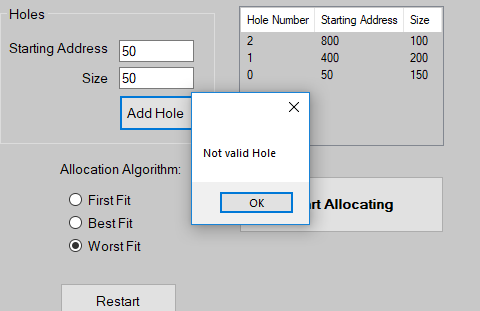 Holes
Starting Address 50
Size 50
Add Hole
Hole Number Starting Address Size
2 800 100
1 400 200
0 50 150
Not valid Hole
OK
Allocation Algorithm:
First Fit
Best Fit
Worst Fit
rt Allocating
Restart